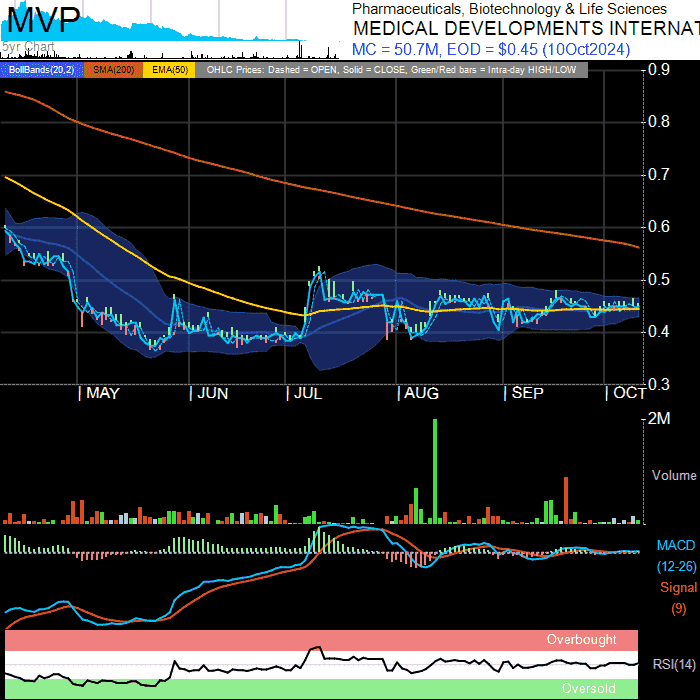 MVP
5yr Chart
Pharmaceuticals, Biotechnology & Life Sciences
MEDICAL DEVELOPMENTS INTERNAT
MC = 50.7M, EOD = $0.45 (10Oct2024)
BollBands(20,2) SMA(200) EMA(50) OHLC Prices: Dashed = OPEN, Solid = CLOSE, Green/Red bars = Intra-day HIGH/LOW
0.9
0.8
0.7
0.6
0.5
0.4
0.3
| MAY | JUN | JUL | AUG | SEP | OCT
2M
Volume
MACD
(12-26)
Signal
(9)
Overbought
RSI(14)
Oversold